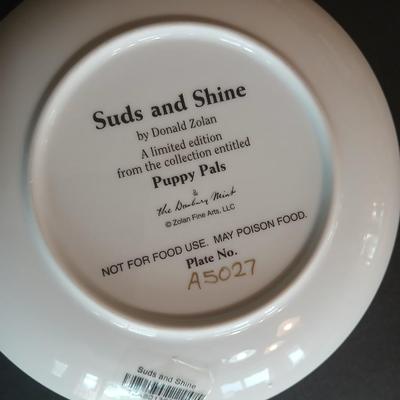 Suds and Shine
by Donald Zolan
A limited edition
from the collection entitled
Puppy Pals
&
the Danbury Mint
© Zolan Fine Arts, LLC
NOT FOR FOOD USE. MAY POISON FOOD.
Plate No.
A5027
Suds and Shine